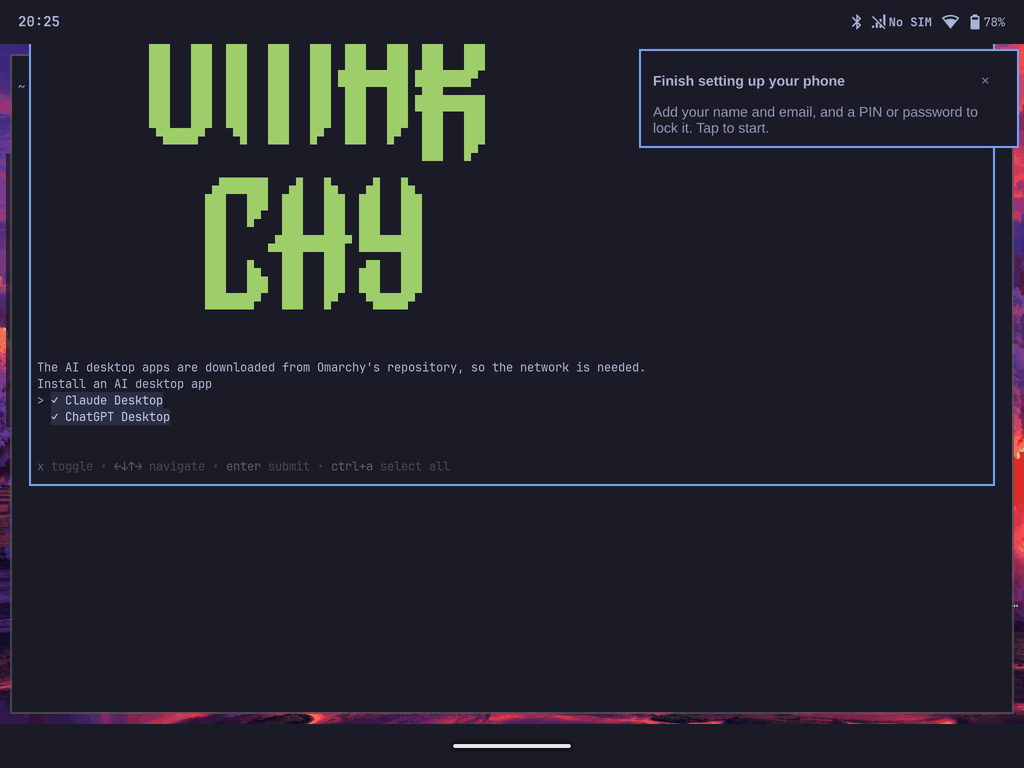 20:25
No SIM
78%
~
Finish setting up your phone
×
Add your name and email, and a PIN or password to
lock it. Tap to start.
CHY
The AI desktop apps are downloaded from Omarchy's repository, so the network is needed.
Install an AI desktop app
> ✓ Claude Desktop
✓ ChatGPT Desktop
x toggle • ←↓↑→ navigate • enter submit • ctrl+a select all